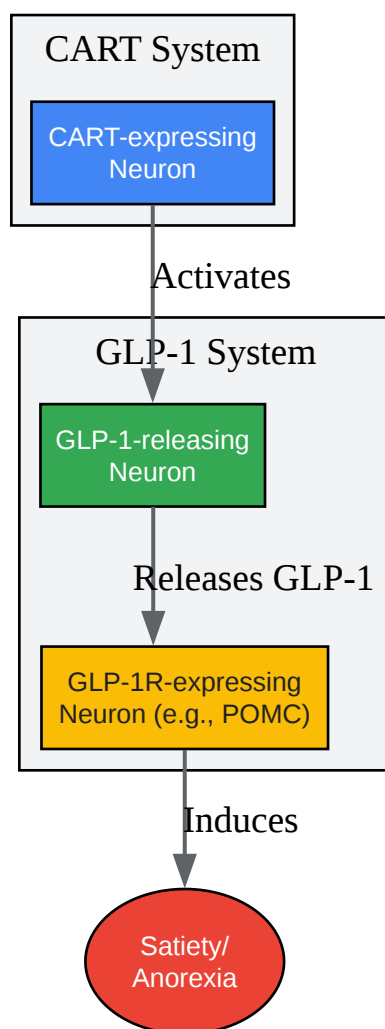 CART System
CART-expressing
Neuron
Activates
GLP-1 System
GLP-1-releasing
Neuron
Releases GLP-1
GLP-1R-expressing
Neuron (e.g., POMC)
Induces
Satiety/
Anorexia